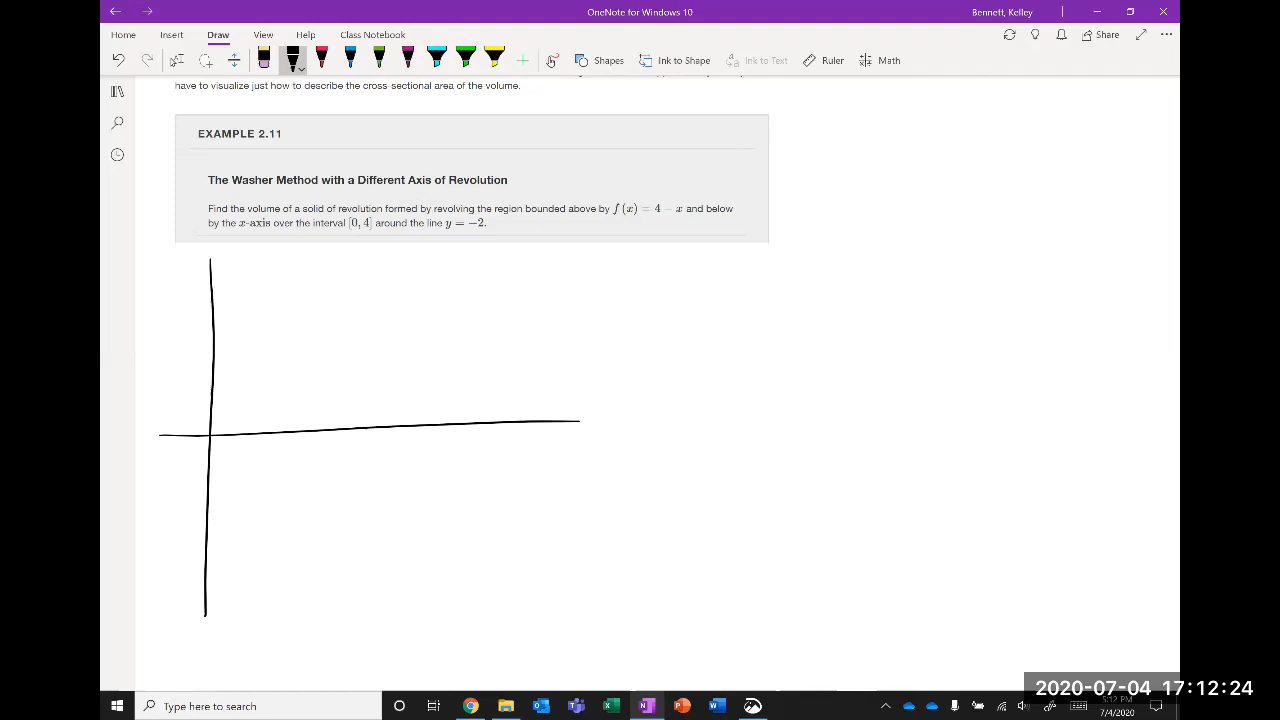 OneNote for Windows 10
Bennett, Kelley
Home Insert Draw View Help Class Notebook
Share
Shapes Ink to Shape Ink to Text Ruler Math
have to visualize just how to describe the cross-sectional area of the volume.
EXAMPLE 2.11
The Washer Method with a Different Axis of Revolution
Find the volume of a solid of revolution formed by revolving the region bounded above by f (x) = 4 − x and below
by the x-axis over the interval [0, 4] around the line y = −2.
Type here to search
5:12 PM
7/4/2020
2020-07-04 17:12:24